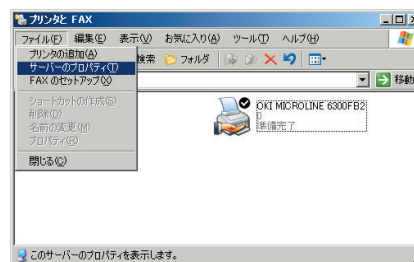 プリンタと FAX
ファイル(F) 編集(E) 表示(V) お気に入り(A) ツール(T) ヘルプ(H)
プリンタの追加(A)
サーバーのプロパティ(T)
FAX のセットアップ(X)
ショートカットの作成(S)
削除(D)
名前の変更(M)
プロパティ(R)
閉じる(C)
検索 フォルダ
移動
OKI MICROLINE 6300FB2
0
準備完了
このサーバーのプロパティを表示します。